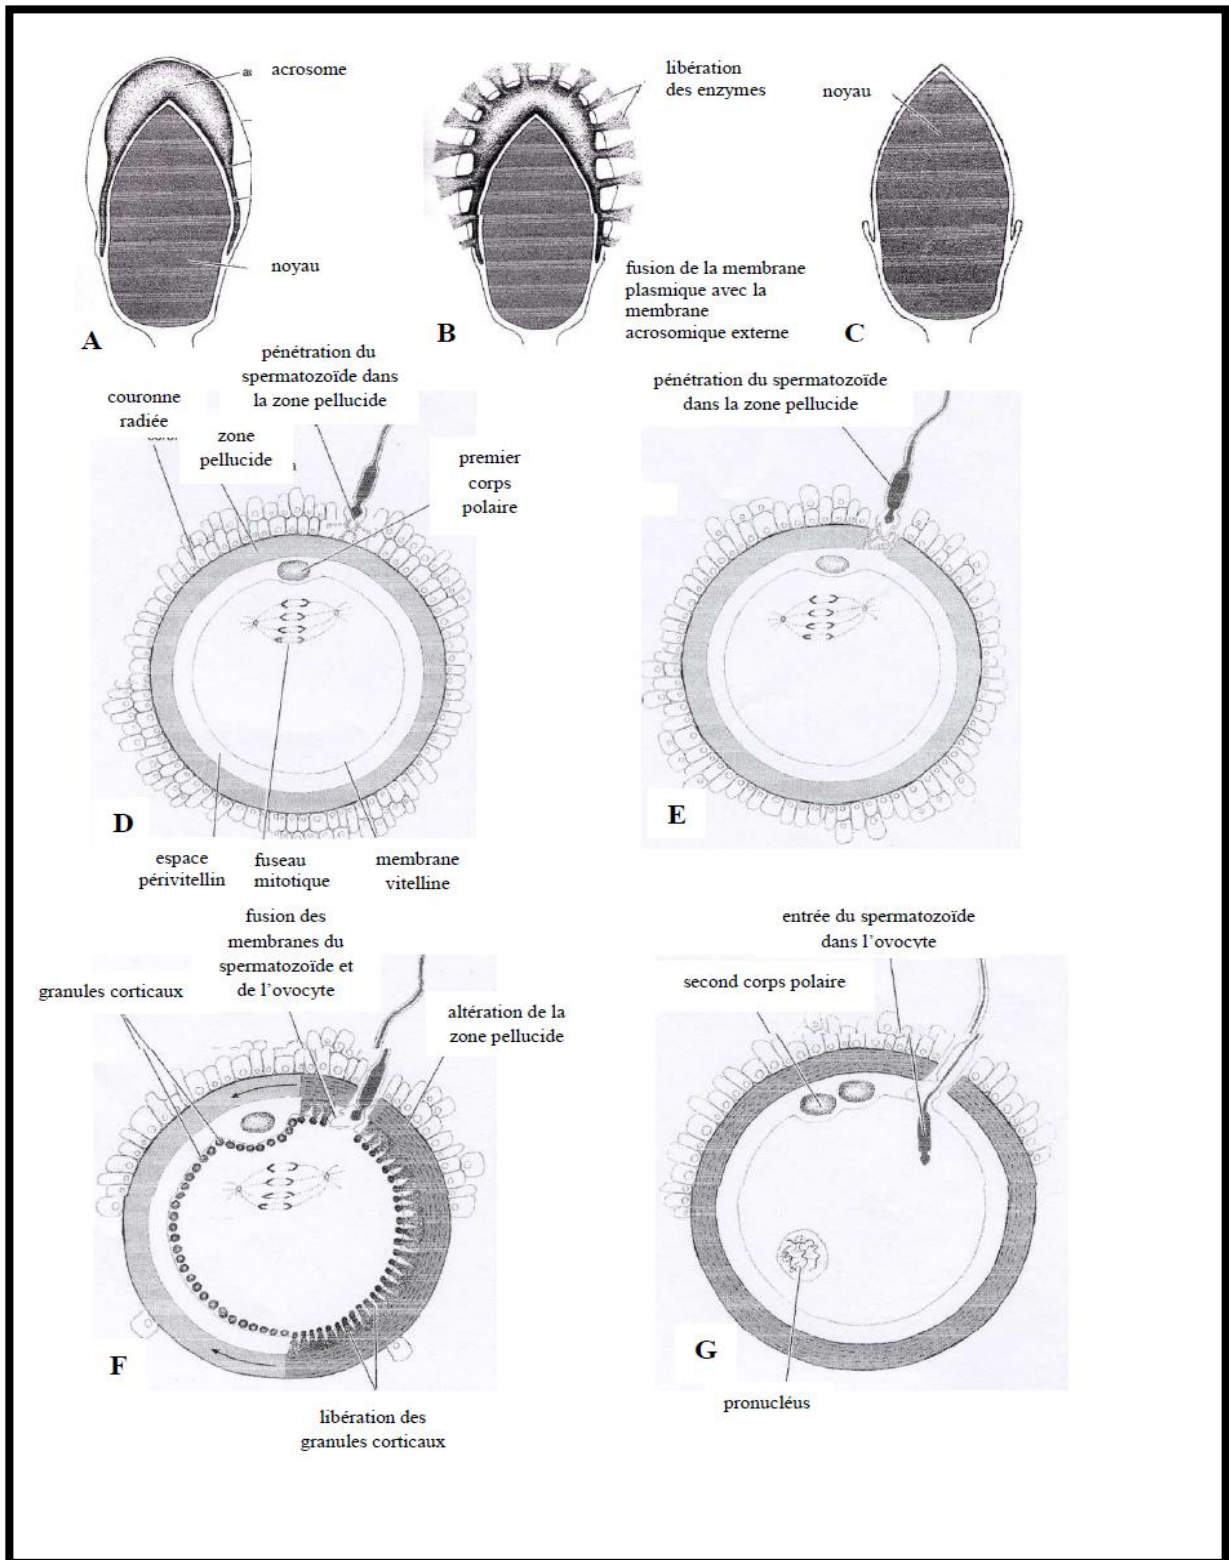 acrosome
noyau
A
libération
des enzymes
B
fusion de la membrane
plasmique avec la
membrane
acrosomique externe
noyau
C
pénétration du
spermatozoïde dans
la zone pellucide
couronne
radiée
zone
pellucide
premier
corps
polaire
D
espace
périvitellin
fuseau
mitotique
membrane
vitelline
pénétration du spermatozoïde
dans la zone pellucide
E
fusion des
membranes du
spermatozoïde et
de l’ovocyte
granules corticaux
altération de la
zone pellucide
F
libération des
granules corticaux
entrée du spermatozoïde
dans l’ovocyte
second corps polaire
G
pronucléus